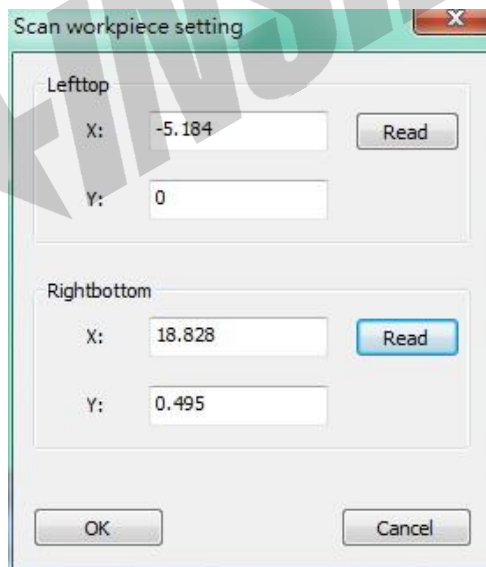 Scan workpiece setting
Lefttop
X: -5.184 Read
Y: 0
Rightbottom
X: 18.828 Read
Y: 0.495
OK Cancel